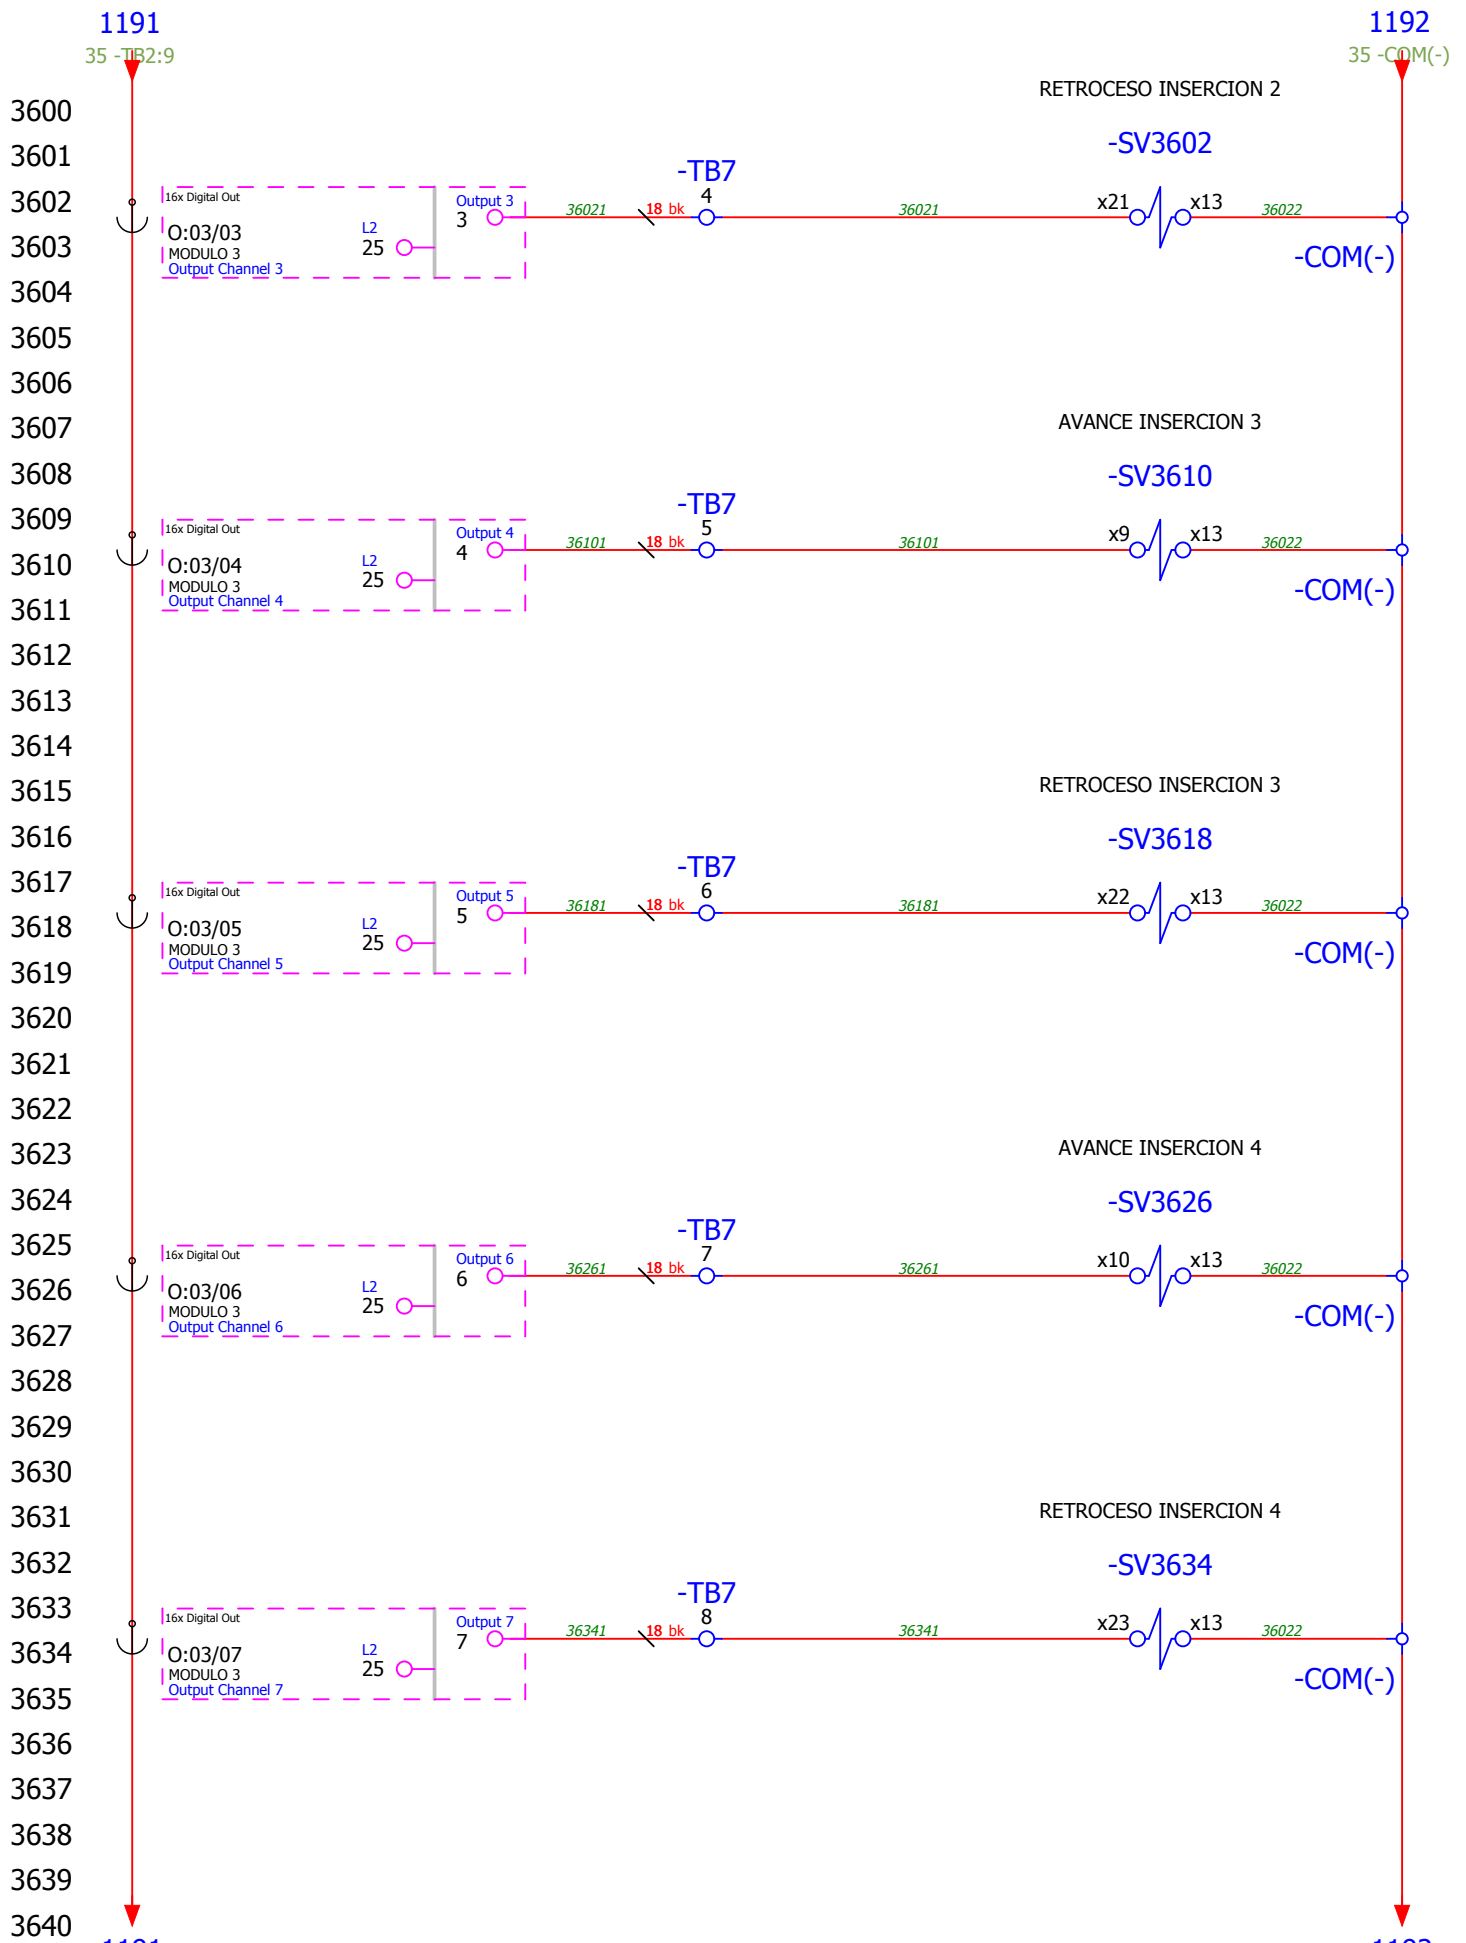 1191
1192
35 -TB2:9
35 -COM(-)
3600
RETROCESO INSERCION 2
3601
-SV3602
-TB7
3602
16x Digital Out
Output 3
3
4
36021
18 bk
36021
x21
x13
36022
O:03/03
L2
3603
MODULO 3
25
-COM(-)
Output Channel 3
3604
3605
3606
3607
AVANCE INSERCION 3
3608
-SV3610
-TB7
3609
16x Digital Out
Output 4
4
5
36101
18 bk
36101
x9
x13
36022
3610
O:03/04
L2
MODULO 3
25
-COM(-)
Output Channel 4
3611
3612
3613
3614
3615
RETROCESO INSERCION 3
3616
-SV3618
-TB7
3617
16x Digital Out
Output 5
5
6
36181
18 bk
36181
x22
x13
36022
3618
O:03/05
L2
MODULO 3
25
-COM(-)
Output Channel 5
3619
3620
3621
3622
3623
AVANCE INSERCION 4
3624
-SV3626
-TB7
3625
16x Digital Out
Output 6
6
7
36261
18 bk
36261
x10
x13
36022
3626
O:03/06
L2
MODULO 3
25
-COM(-)
Output Channel 6
3627
3628
3629
3630
3631
RETROCESO INSERCION 4
3632
-SV3634
-TB7
3633
16x Digital Out
Output 7
7
8
36341
18 bk
36341
x23
x13
36022
3634
O:03/07
L2
MODULO 3
25
-COM(-)
Output Channel 7
3635
3636
3637
3638
3639
3640